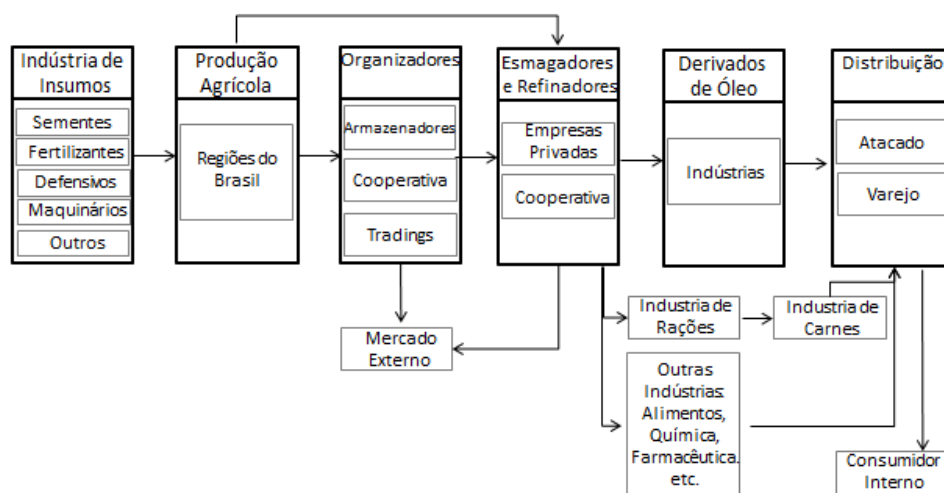 Indústria de
Insumos
Sementes
Fertilizantes
Defensivos
Maquinários
Outros
Produção
Agrícola
Regiões do
Brasil
Organizadores
Armazenadores
Cooperativa
Tradings
Mercado
Externo
Esmagadores
e Refinadores
Empresas
Privadas
Cooperativa
Derivados
de Óleo
Indústrias
Distribuição
Atacado
Varejo
Industria de
Rações
Industria de
Carnes
Outras
Indústrias:
Alimentos,
Química,
Farmacêutica.
etc.
Consumidor
Interno